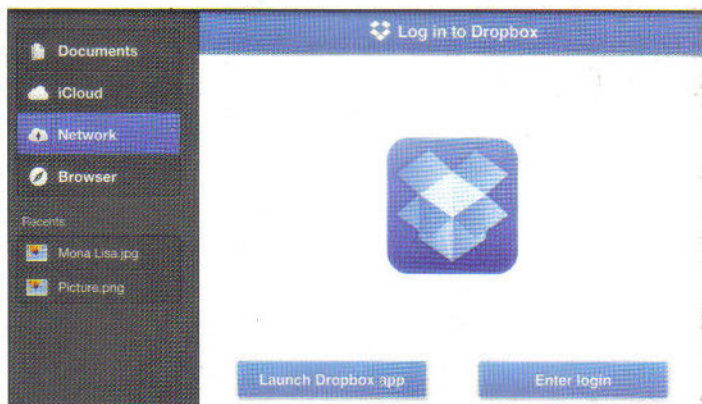 Documents
iCloud
Network
Browser
Recents
Mona Lisa.jpg
Picture.png
Log in to Dropbox
Launch Dropbox app
Enter login